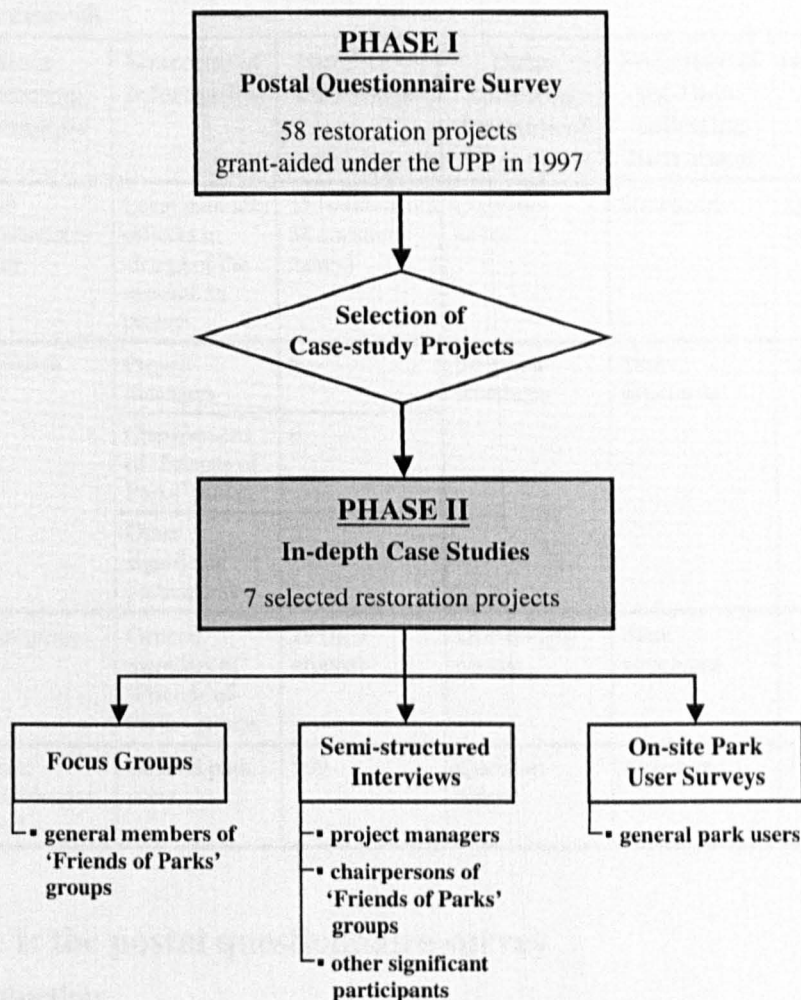 PHASE I
Postal Questionnaire Survey
58 restoration projects
grant-aided under the UPP in 1997
Selection of
Case-study Projects
PHASE II
In-depth Case Studies
7 selected restoration projects
Focus Groups
▪ general members of
‘Friends of Parks’
groups
Semi-structured
Interviews
▪ project managers
▪ chairpersons of
‘Friends of Parks’
groups
▪ other significant
participants
On-site Park
User Surveys
▪ general park users